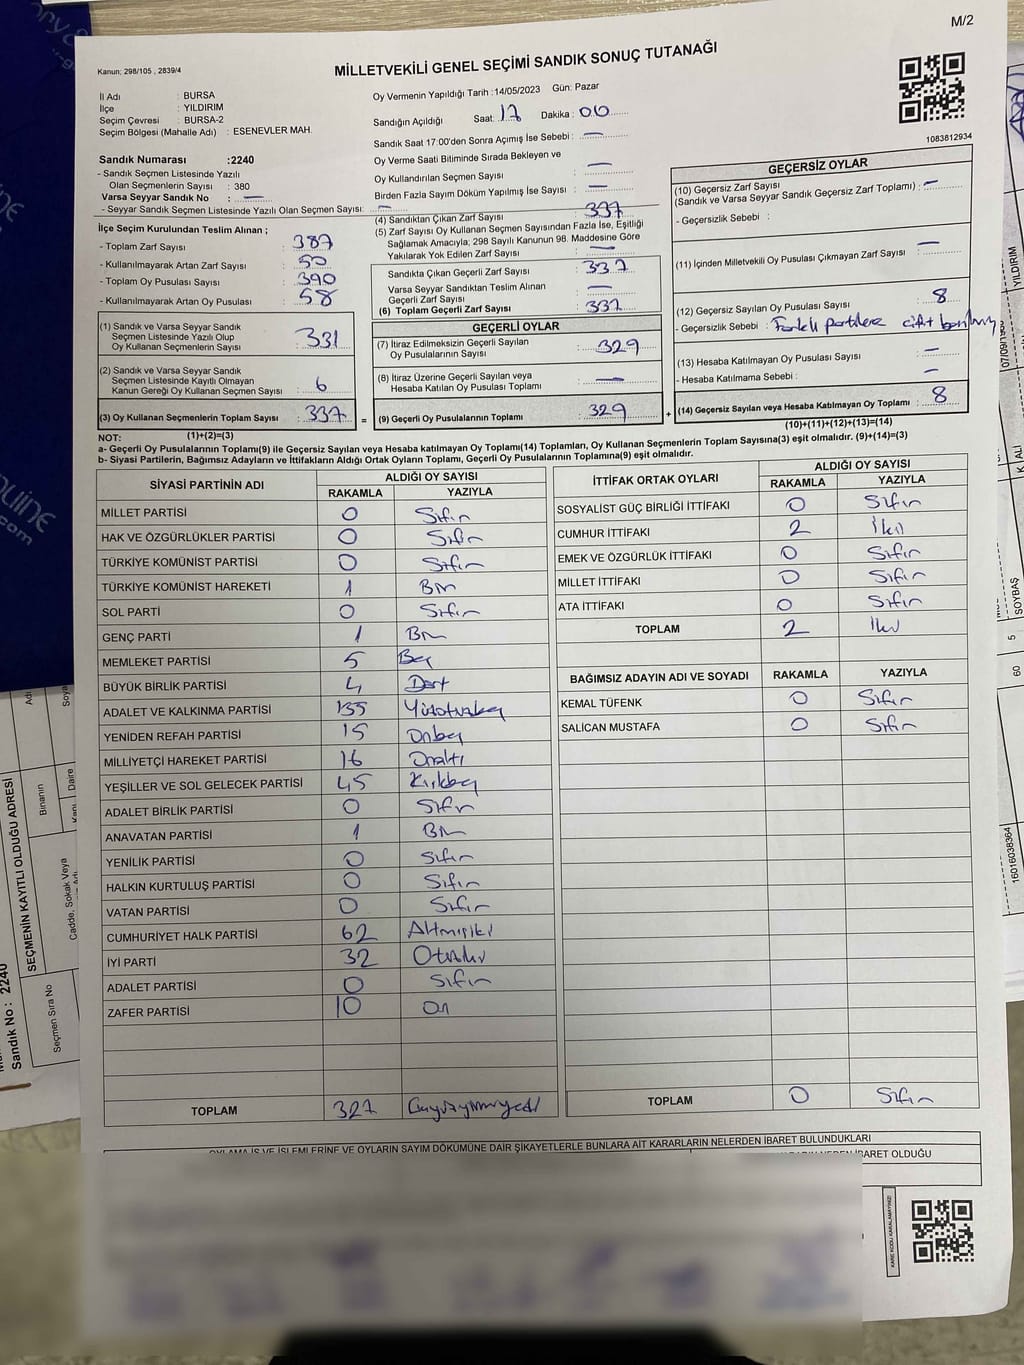 M/2
Kanun: 298/105 , 2839/4
MİLLETVEKİLİ GENEL SEÇİMİ SANDIK SONUÇ TUTANAĞI
İl Adı : BURSA
İlçe : YILDIRIM
Seçim Çevresi : BURSA-2
Seçim Bölgesi (Mahalle Adı) : ESENEVLER MAH.
Oy Vermenin Yapıldığı Tarih :14/05/2023 Gün: Pazar
Sandığın Açıldığı Saat: 17 Dakika : 00
Sandık Saat 17:00'den Sonra Açımış İse Sebebi : —
Oy Verme Saati Bitiminde Sırada Bekleyen ve
Oy Kullandırılan Seçmen Sayısı : —
Birden Fazla Sayım Döküm Yapılmış İse Sayısı : —
1083612934
Sandık Numarası :2240
- Sandık Seçmen Listesinde Yazılı
Olan Seçmenlerin Sayısı : 380
Varsa Seyyar Sandık No : —
- Seyyar Sandık Seçmen Listesinde Yazılı Olan Seçmen Sayısı: —
İlçe Seçim Kurulundan Teslim Alınan ;
- Toplam Zarf Sayısı : 387
- Kullanılmayarak Artan Zarf Sayısı : 50
- Toplam Oy Pusulası Sayısı : 390
- Kullanılmayarak Artan Oy Pusulası : 58
(1) Sandık ve Varsa Seyyar Sandık
Seçmen Listesinde Yazılı Olup
Oy Kullanan Seçmenlerin Sayısı : 331
(2) Sandık ve Varsa Seyyar Sandık
Seçmen Listesinde Kayıtlı Olmayan
Kanun Gereği Oy Kullanan Seçmen Sayısı : 6
(3) Oy Kullanan Seçmenlerin Toplam Sayısı : 337 =
(1)+(2)=(3)
(4) Sandıktan Çıkan Zarf Sayısı : 337
(5) Zarf Sayısı Oy Kullanan Seçmen Sayısından Fazla İse, Eşitliği
Sağlamak Amacıyla; 298 Sayılı Kanunun 98. Maddesine Göre
Yakılarak Yok Edilen Zarf Sayısı : —
Sandıkta Çıkan Geçerli Zarf Sayısı : 337
Varsa Seyyar Sandıktan Teslim Alınan
Geçerli Zarf Sayısı : —
(6) Toplam Geçerli Zarf Sayısı : 337
GEÇERLİ OYLAR
(7) İtiraz Edilmeksizin Geçerli Sayılan
Oy Pusulalarının Sayısı : 329
(8) İtiraz Üzerine Geçerli Sayılan veya
Hesaba Katılan Oy Pusulası Toplamı : —
(9) Geçerli Oy Pusulalarının Toplamı : 329 +
GEÇERSİZ OYLAR
(10) Geçersiz Zarf Sayısı
(Sandık ve Varsa Seyyar Sandık Geçersiz Zarf Toplamı) : —
- Geçersizlik Sebebi :
(11) İçinden Milletvekili Oy Pusulası Çıkmayan Zarf Sayısı : —
(12) Geçersiz Sayılan Oy Pusulası Sayısı : 8
- Geçersizlik Sebebi : Farklı partilere çift
(13) Hesaba Katılmayan Oy Pusulası Sayısı : —
- Hesaba Katılmama Sebebi : —
(14) Geçersiz Sayılan veya Hesaba Katılmayan Oy Toplamı : 8
(10)+(11)+(12)+(13)=(14)
NOT:
a- Geçerli Oy Pusulalarının Toplamı(9) ile Geçersiz Sayılan veya Hesaba katılmayan Oy Toplamı(14) Toplamları, Oy Kullanan Seçmenlerin Toplam Sayısına(3) eşit olmalıdır. (9)+(14)=(3)
b- Siyasi Partilerin, Bağımsız Adayların ve İttifakların Aldığı Ortak Oyların Toplamı, Geçerli Oy Pusulalarının Toplamına(9) eşit olmalıdır.
SİYASİ PARTİNİN ADI ALDIĞI OY SAYISI
RAKAMLA YAZIYLA
MİLLET PARTİSİ 0 Sıfır
HAK VE ÖZGÜRLÜKLER PARTİSİ 0 Sıfır
TÜRKİYE KOMÜNİST PARTİSİ 0 Sıfır
TÜRKİYE KOMÜNİST HAREKETİ 1 Bir
SOL PARTİ 0 Sıfır
GENÇ PARTİ 1 Bir
MEMLEKET PARTİSİ 5 Beş
BÜYÜK BİRLİK PARTİSİ 4 Dört
ADALET VE KALKINMA PARTİSİ 135 Yüzotuzbeş
YENİDEN REFAH PARTİSİ 15 Onbeş
MİLLİYETÇİ HAREKET PARTİSİ 16 Onaltı
YEŞİLLER VE SOL GELECEK PARTİSİ 45 Kırkbeş
ADALET BİRLİK PARTİSİ 0 Sıfır
ANAVATAN PARTİSİ 1 Bir
YENİLİK PARTİSİ 0 Sıfır
HALKIN KURTULUŞ PARTİSİ 0 Sıfır
VATAN PARTİSİ 0 Sıfır
CUMHURİYET HALK PARTİSİ 62 Altmışiki
İYİ PARTİ 32 Otuziki
ADALET PARTİSİ 0 Sıfır
ZAFER PARTİSİ 10 On
TOPLAM 327 Üçyüzyirmiyedi
İTTİFAK ORTAK OYLARI ALDIĞI OY SAYISI
RAKAMLA YAZIYLA
SOSYALİST GÜÇ BİRLİĞİ İTTİFAKI 0 Sıfır
CUMHUR İTTİFAKI 2 İki
EMEK VE ÖZGÜRLÜK İTTİFAKI 0 Sıfır
MİLLET İTTİFAKI 0 Sıfır
ATA İTTİFAKI 0 Sıfır
TOPLAM 2 İki
BAĞIMSIZ ADAYIN ADI VE SOYADI RAKAMLA YAZIYLA
KEMAL TÜFENK 0 Sıfır
SALİCAN MUSTAFA 0 Sıfır
TOPLAM 0 Sıfır
OYLAMA İŞ VE İŞLEMLERİNE VE OYLARIN SAYIM DÖKÜMÜNE DAİR ŞİKAYETLERLE BUNLARA AİT KARARLARIN NELERDEN İBARET BULUNDUKLARI
İBARET OLDUĞU
KARE KODU KARALAMAYINIZ!
Sandık No : 2240
SEÇMENİN KAYITLI OLDUĞU ADRESİ
Seçmen Sıra No
Cadde, Sokak Veya
Binanın
Daire
Adı
YILDIRIM
ALİ
SOYBAŞ
5
60
16016038364